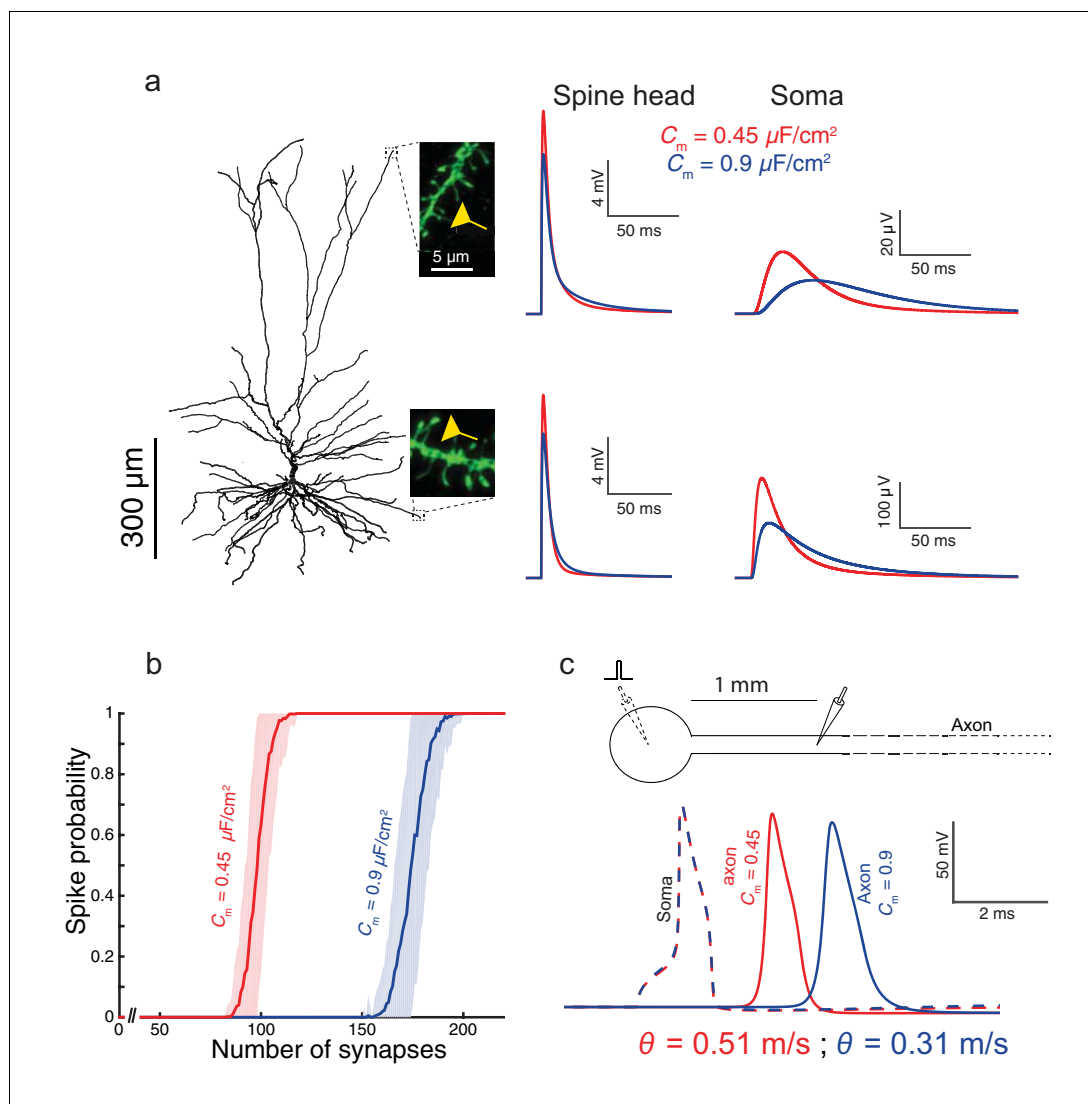 a
Spine head
Soma
Cm = 0.45 µF/cm²
Cm = 0.9 µF/cm²
4 mV
50 ms
20 µV
50 ms
5 µm
300 µm
4 mV
50 ms
100 µV
50 ms
b
Spike probability
1
0.8
0.6
0.4
0.2
0
Cm = 0.45 µF/cm²
Cm = 0.9 µF/cm²
0
50
100
150
200
Number of synapses
c
1 mm
Axon
Soma
axon
Cm = 0.45
Axon
Cm = 0.9
50 mV
2 ms
θ = 0.51 m/s ; θ = 0.31 m/s